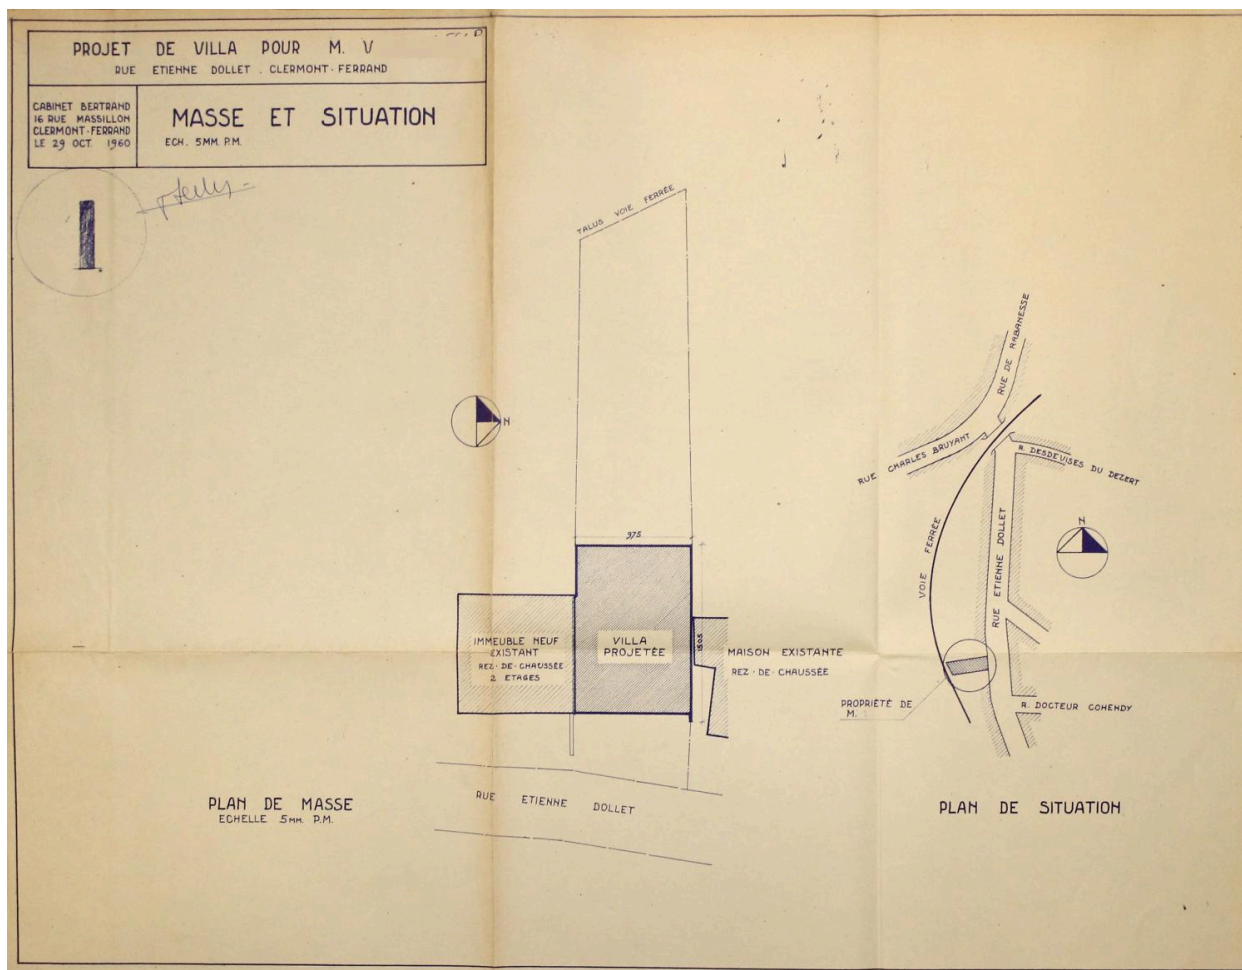 PROJET DE VILLA POUR M. V
RUE ETIENNE DOLLET . CLERMONT-FERRAND
CABINET BERTRAND
16 RUE MASSILLON
CLERMONT-FERRAND
LE 29 OCT. 1960
MASSE ET SITUATION
ECH. 5MM. P.M.
1
TALUS VOIE FERRÉE
N
975
1505
IMMEUBLE NEUF
EXISTANT
REZ-DE-CHAUSSÉE
2 ETAGES
VILLA
PROJETÉE
MAISON EXISTANTE
REZ-DE-CHAUSSÉE
RUE ETIENNE DOLLET
PLAN DE MASSE
ECHELLE 5MM. P.M.
RUE DE RABANESSE
RUE CHARLES BRUYANT
R. DESDEVISES DU DEZERT
VOIE FERRÉE
RUE ETIENNE DOLLET
N
PROPRIÉTÉ DE
M.
R. DOCTEUR COHENDY
PLAN DE SITUATION